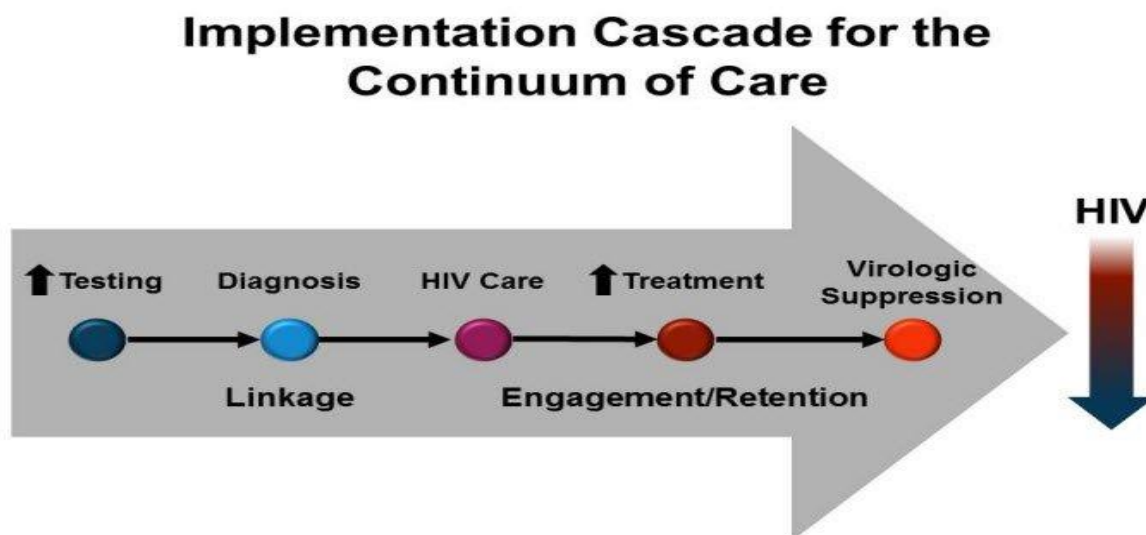 Implementation Cascade for the
Continuum of Care
HIV
Testing
Diagnosis
HIV Care
Treatment
Virologic
Suppression
Linkage
Engagement/Retention